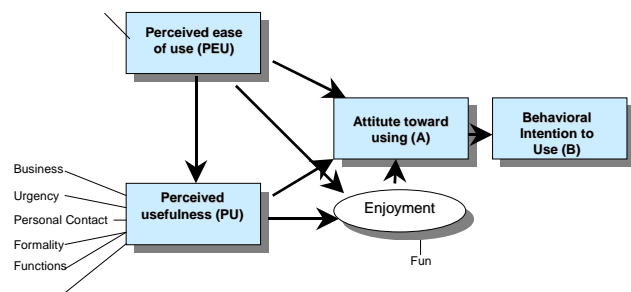 Perceived ease
of use (PEU)
Attitute toward
using (A)
Behavioral
Intention to
Use (B)
Business
Urgency
Personal Contact
Formality
Functions
Perceived
usefulness (PU)
Enjoyment
Fun